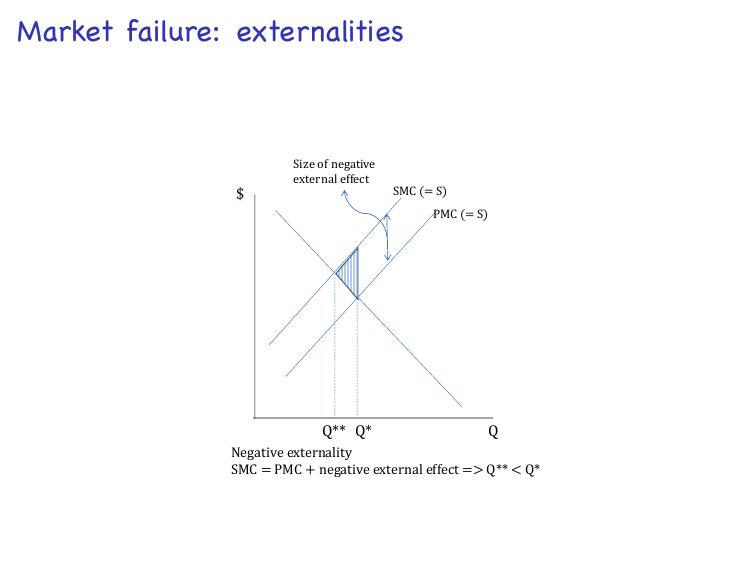 Market failure: externalities
Size of negative
external effect
$
SMC (= S)
PMC (= S)
Q** Q*
Q
Negative externality
SMC = PMC + negative external effect => Q** < Q*